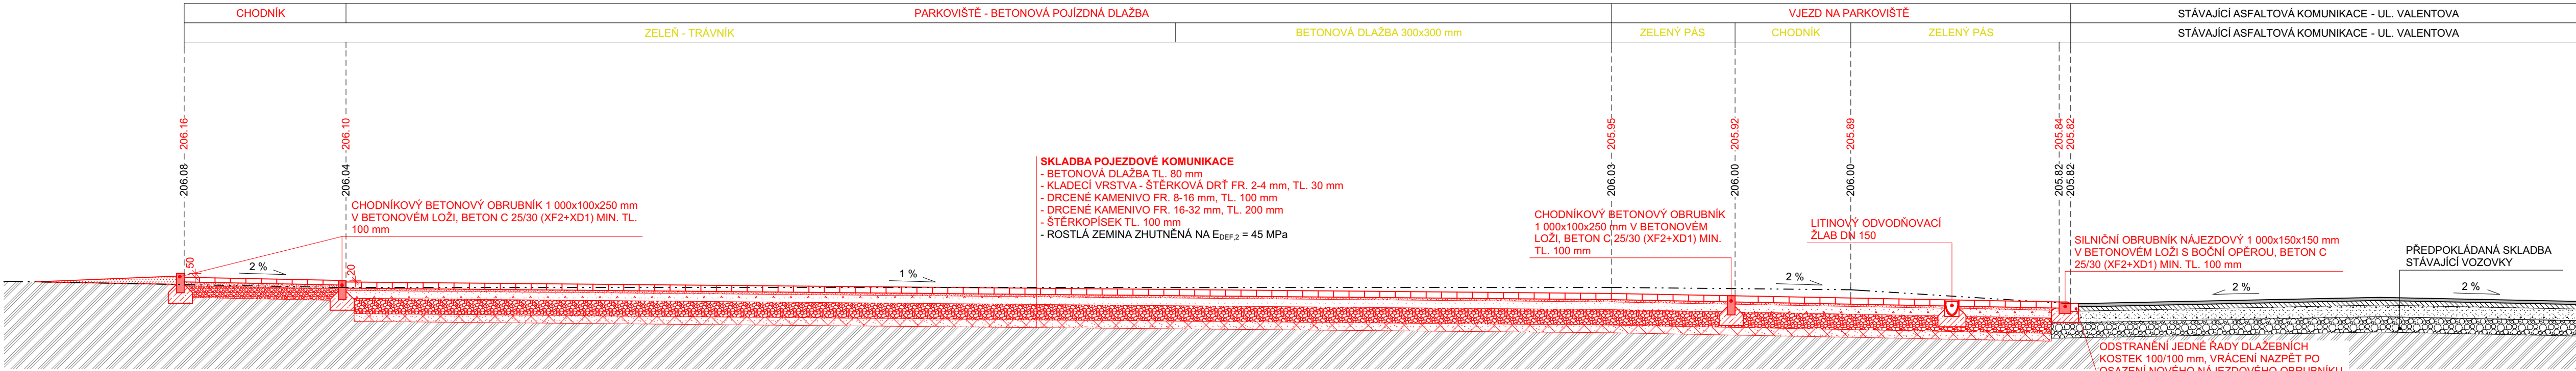 CHODNÍK
PARKOVIŠTĚ - BETONOVÁ POJÍZDNÁ DLAŽBA
VJEZD NA PARKOVIŠTĚ
STÁVAJÍCÍ ASFALTOVÁ KOMUNIKACE - UL. VALENTOVA
ZELEŇ - TRÁVNÍK
BETONOVÁ DLAŽBA 300x300 mm
ZELENÝ PÁS
CHODNÍK
ZELENÝ PÁS
STÁVAJÍCÍ ASFALTOVÁ KOMUNIKACE - UL. VALENTOVA
206.16
206.10
205.95
205.92
205.89
205.84
205.82
206.08
206.04
206.03
206.00
206.00
205.82
205.82
SKLADBA POJEZDOVÉ KOMUNIKACE
- BETONOVÁ DLAŽBA TL. 80 mm
- KLADECÍ VRSTVA - ŠTĚRKOVÁ DRŤ FR. 2-4 mm, TL. 30 mm
- DRCENÉ KAMENIVO FR. 8-16 mm, TL. 100 mm
- DRCENÉ KAMENIVO FR. 16-32 mm, TL. 200 mm
- ŠTĚRKOPÍSEK TL. 100 mm
- ROSTLÁ ZEMINA ZHUTNĚNÁ NA EDEF,2 = 45 MPa
CHODNÍKOVÝ BETONOVÝ OBRUBNÍK 1 000x100x250 mm
V BETONOVÉM LOŽI, BETON C 25/30 (XF2+XD1) MIN. TL.
100 mm
CHODNÍKOVÝ BETONOVÝ OBRUBNÍK
1 000x100x250 mm V BETONOVÉM
LOŽI, BETON C 25/30 (XF2+XD1) MIN.
TL. 100 mm
LITINOVÝ ODVODŇOVACÍ
ŽLAB DN 150
SILNIČNÍ OBRUBNÍK NÁJEZDOVÝ 1 000x150x150 mm
V BETONOVÉM LOŽI S BOČNÍ OPĚROU, BETON C
25/30 (XF2+XD1) MIN. TL. 100 mm
PŘEDPOKLÁDANÁ SKLADBA
STÁVAJÍCÍ VOZOVKY
50
2 %
20
1 %
2 %
2 %
2 %
ODSTRANĚNÍ JEDNÉ ŘADY DLAŽEBNÍCH
KOSTEK 100/100 mm, VRÁCENÍ NAZPĚT PO
OSAZENÍ NOVÉHO NÁJEZDOVÉHO OBRUBNÍKU